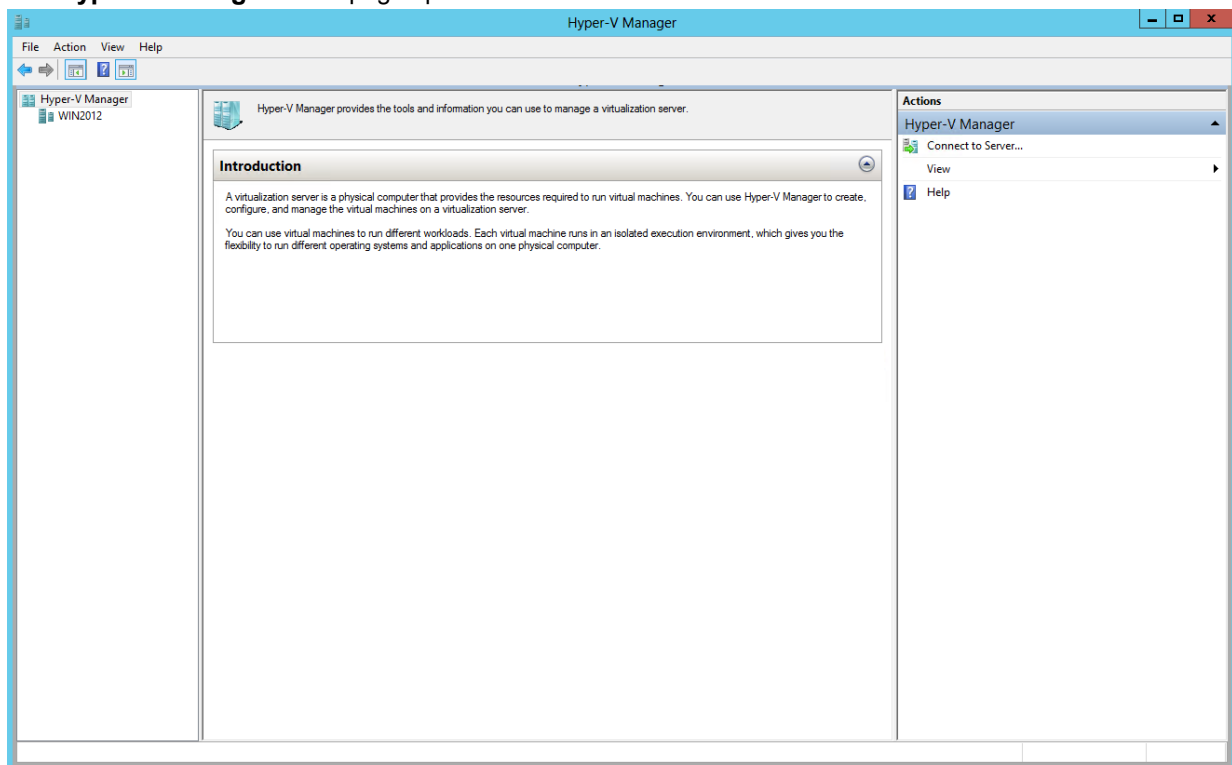 Hyper-V Manager
File Action View Help
Hyper-V Manager
WIN2012
Hyper-V Manager provides the tools and information you can use to manage a virtualization server.
Introduction
A virtualization server is a physical computer that provides the resources required to run virtual machines. You can use Hyper-V Manager to create,
configure, and manage the virtual machines on a virtualization server.
You can use virtual machines to run different workloads. Each virtual machine runs in an isolated execution environment, which gives you the
flexibility to run different operating systems and applications on one physical computer.
Actions
Hyper-V Manager
Connect to Server...
View
Help